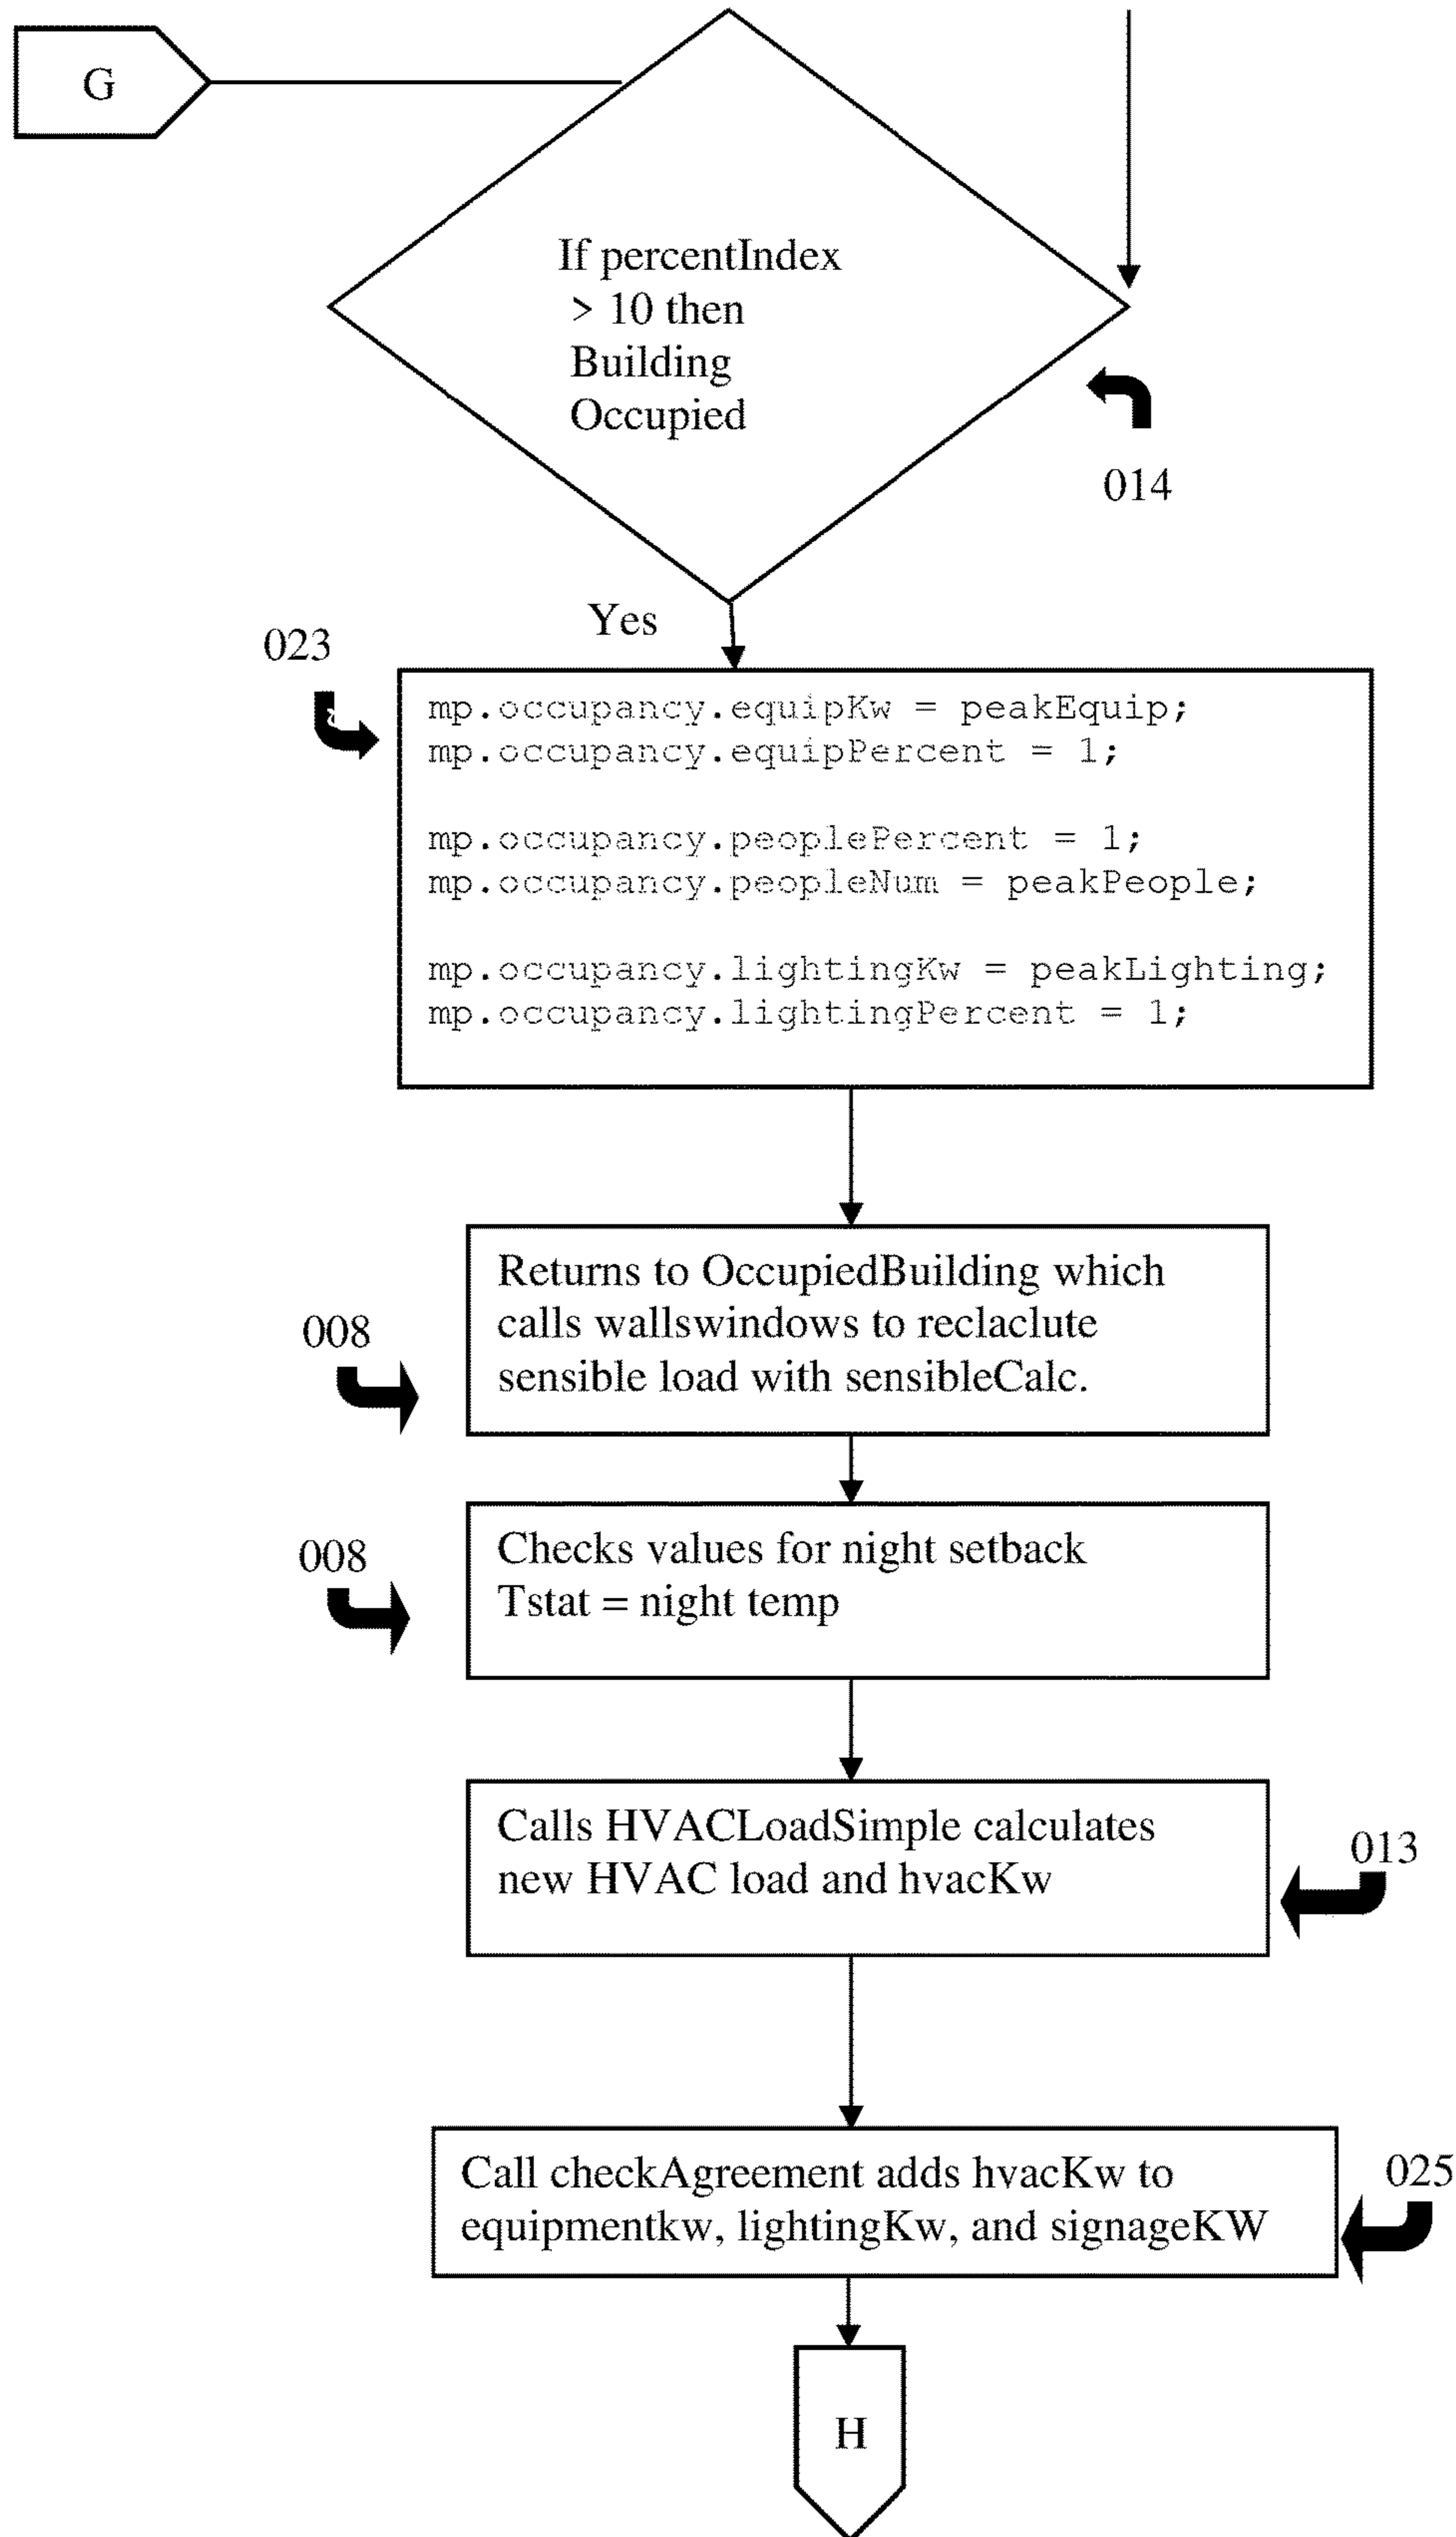 G
If percentIndex
> 10 then
Building
Occupied
014
Yes
023
mp.occupancy.equipKw = peakEquip;
mp.occupancy.equipPercent = 1;
mp.occupancy.peoplePercent = 1;
mp.occupancy.peopleNum = peakPeople;
mp.occupancy.lightingKw = peakLighting;
mp.occupancy.lightingPercent = 1;
008
Returns to OccupiedBuilding which
calls wallswindows to reclaclute
sensible load with sensibleCalc.
008
Checks values for night setback
Tstat = night temp
Calls HVACLoadSimple calculates
new HVAC load and hvacKw
013
Call checkAgreement adds hvacKw to
equipmentkw, lightingKw, and signageKW
025
H